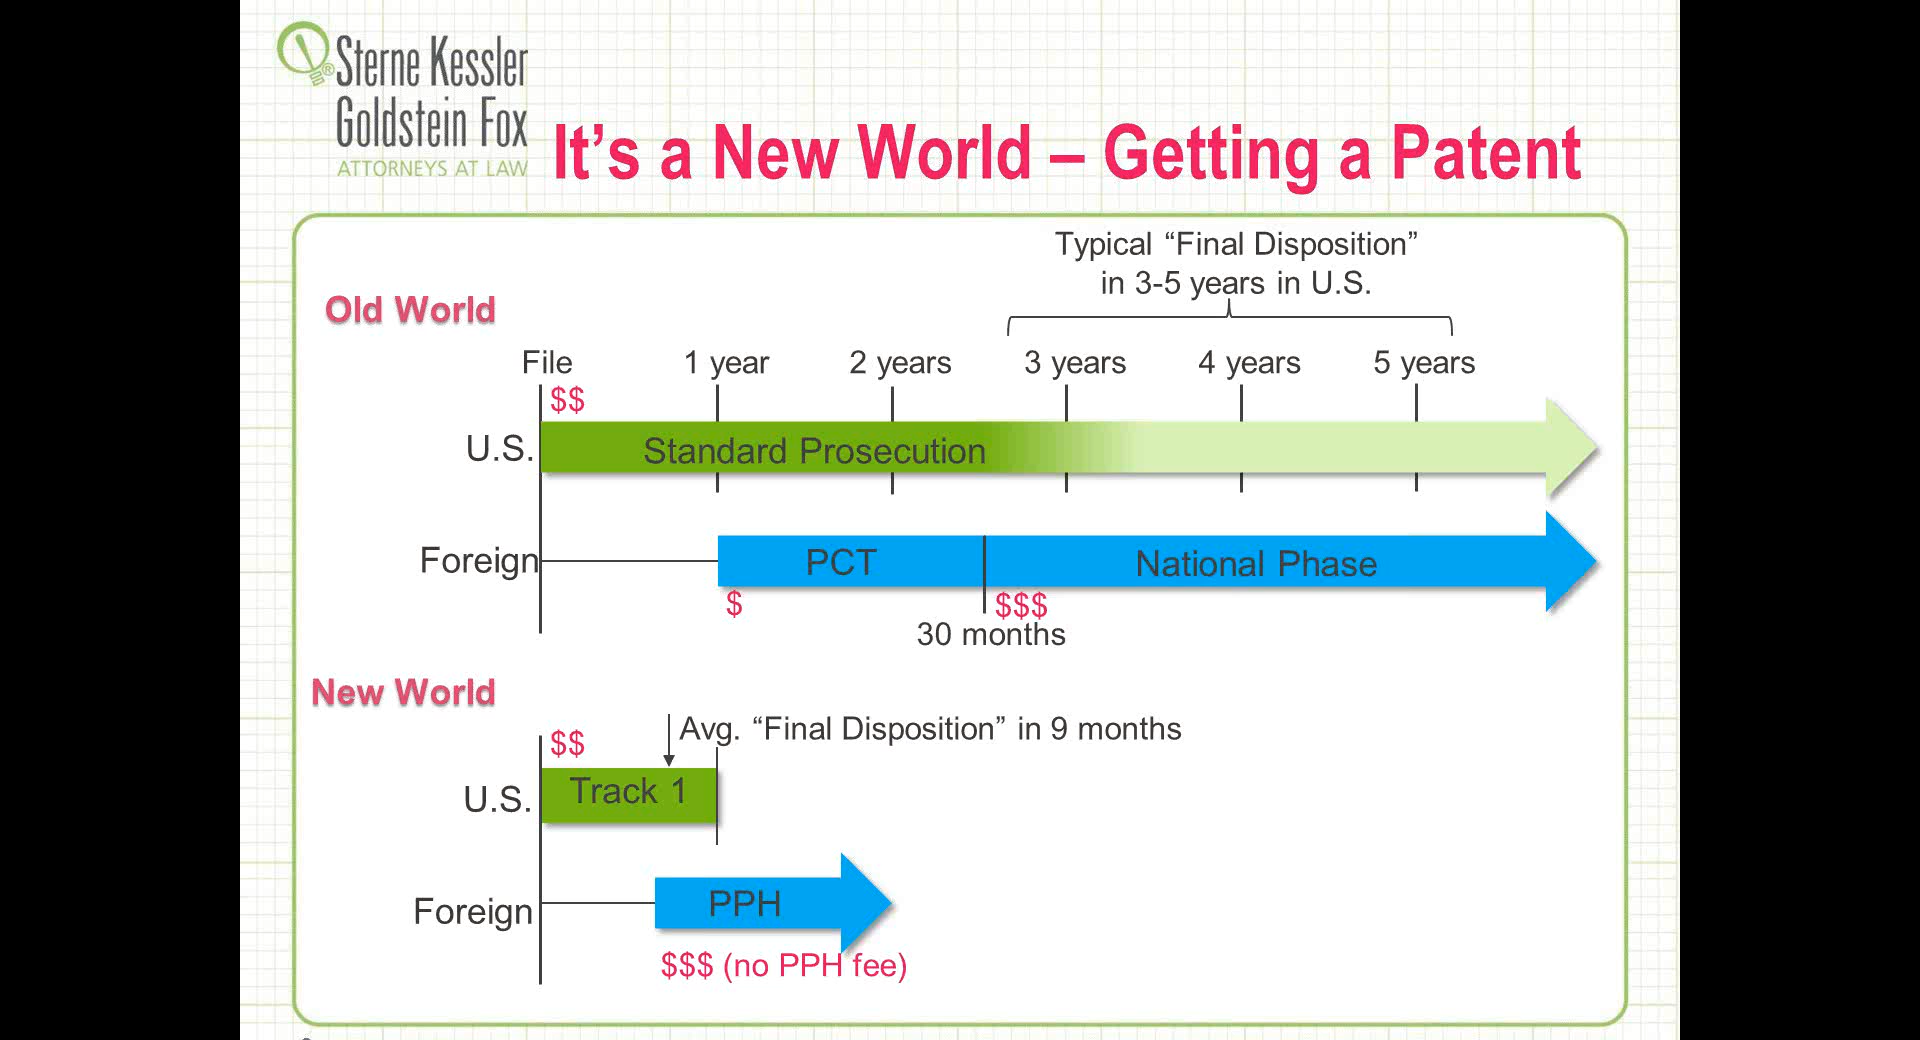 Sterne Kessler
Goldstein Fox
ATTORNEYS AT LAW
®
It’s a New World – Getting a Patent
Typical “Final Disposition”
in 3-5 years in U.S.
Old World
File 1 year 2 years 3 years 4 years 5 years
$$
U.S. Standard Prosecution
Foreign PCT National Phase
$ $$$
30 months
New World
Avg. “Final Disposition” in 9 months
$$
U.S. Track 1
Foreign PPH
$$$ (no PPH fee)